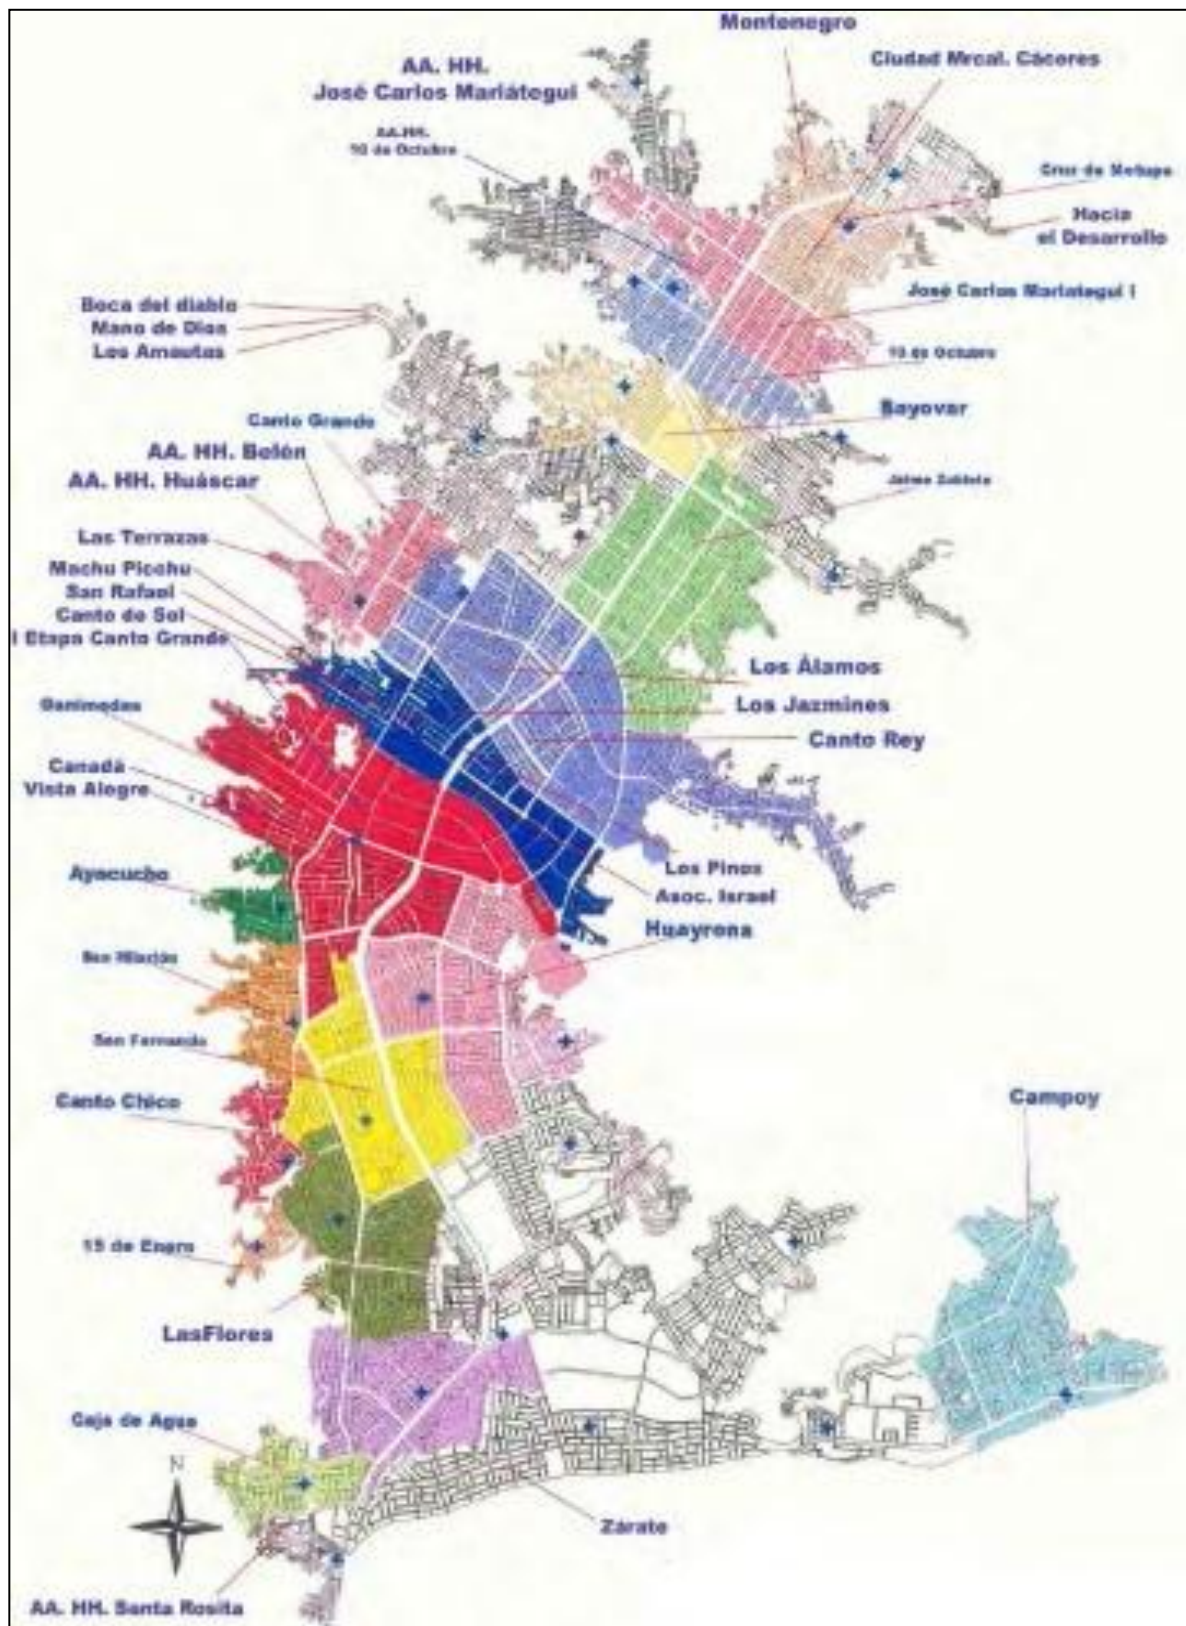 Montenegro
Ciudad Mrcal. Cácores
AA. HH.
José Carlos Mariátegui
AA.HH.
10 de Octubre
Cruz de Motupe
Hacia
el Desarrollo
José Carlos Mariategui I
Boca del diablo
Mano de Dios
Los Amautas
10 de Octubre
Bayovar
Canto Grande
AA. HH. Belén
AA. HH. Huáscar
Jaime Zubieta
Las Terrazas
Machu Picchu
San Rafael
Canto de Sol
I Etapa Canto Grande
Los Álamos
Los Jazmines
Canto Rey
Ganimedes
Canadá
Vista Alegre
Los Pinos
Asoc. Israel
Ayacucho
Huayrona
San Hilarión
San Fernando
Canto Chico
Campoy
15 de Enero
LasFlores
Caja de Agua
N
Zárate
AA. HH. Santa Rosita